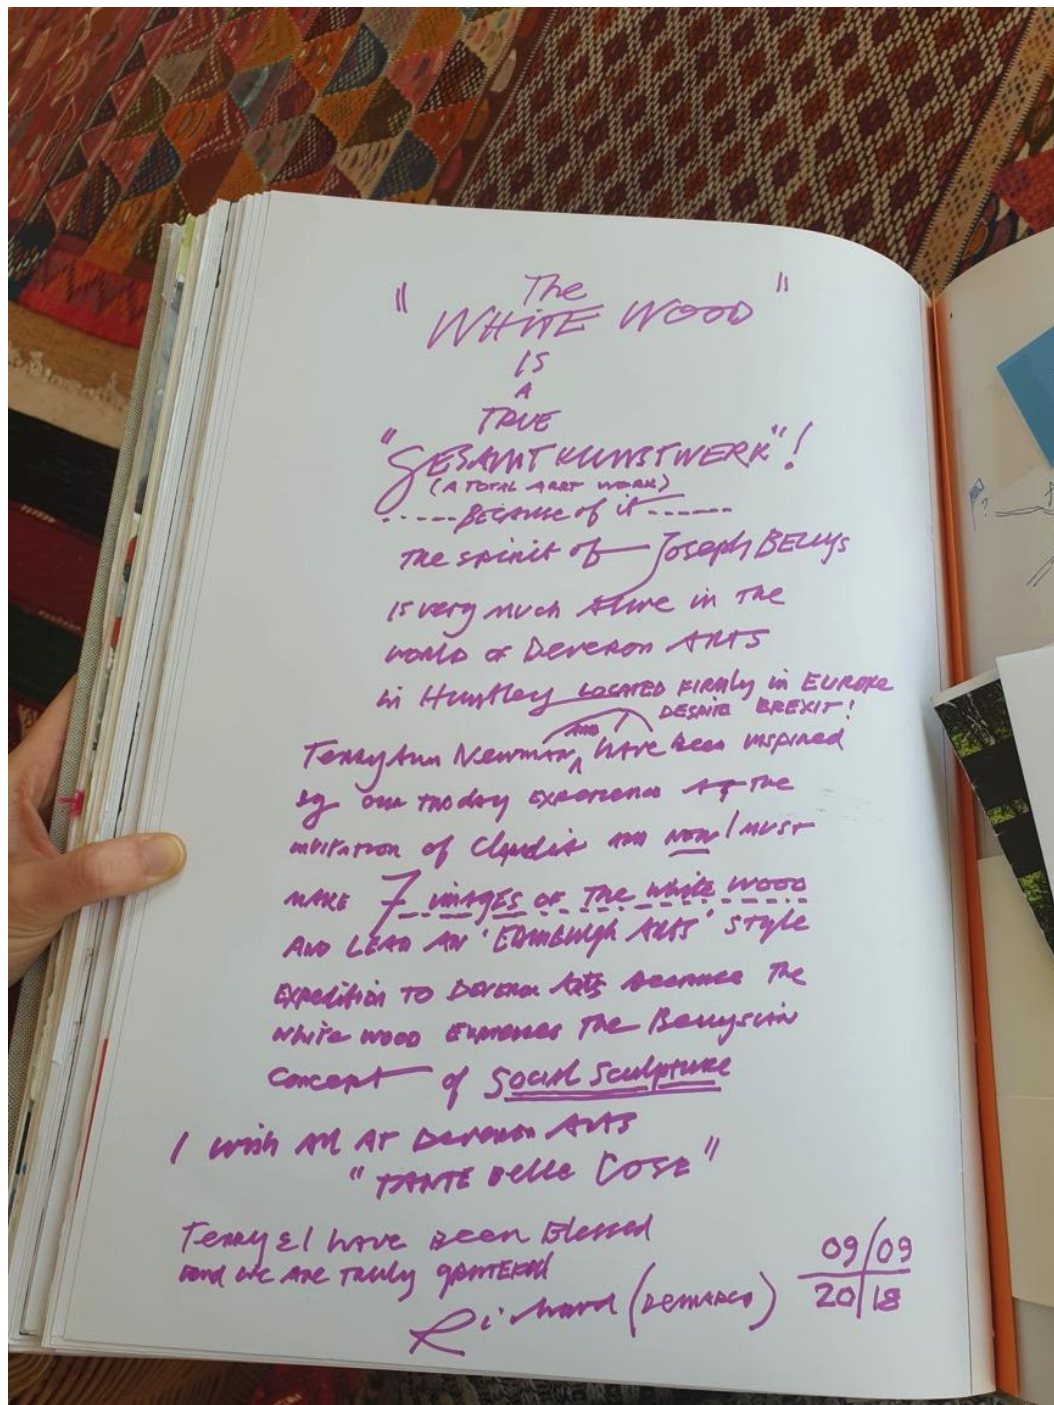 "The
WHITE WOOD"
IS
A
TRUE
"GESAMTKUNSTWERK"!
(A TOTAL ART WORK)
.----BECAUSE of it------
The spirit of Joseph BEUYS
is very much Alive in The
WORLD OF Deveron ARTS
in Huntley LOCATED FIRMLY in EUROPE
DESPITE BREXIT!
Terry Ann Newman AND I have Been inspired
by our two day experience AT The
invitation of Claudia and now I must
MAKE 7 images OF The White WOOD
AND LEAD AN 'EDINBURGH ARTS' STYLE
Expedition TO Deveron Arts Because The
White WOOD Expresses The Beuysian
Concept of Social Sculpture
I wish All AT Deveron Arts
"TANTE Belle COSE"
Terry & I have Been Blessed
and we Are Truly
Richard (DEMARCO)
09/09
20/18
?